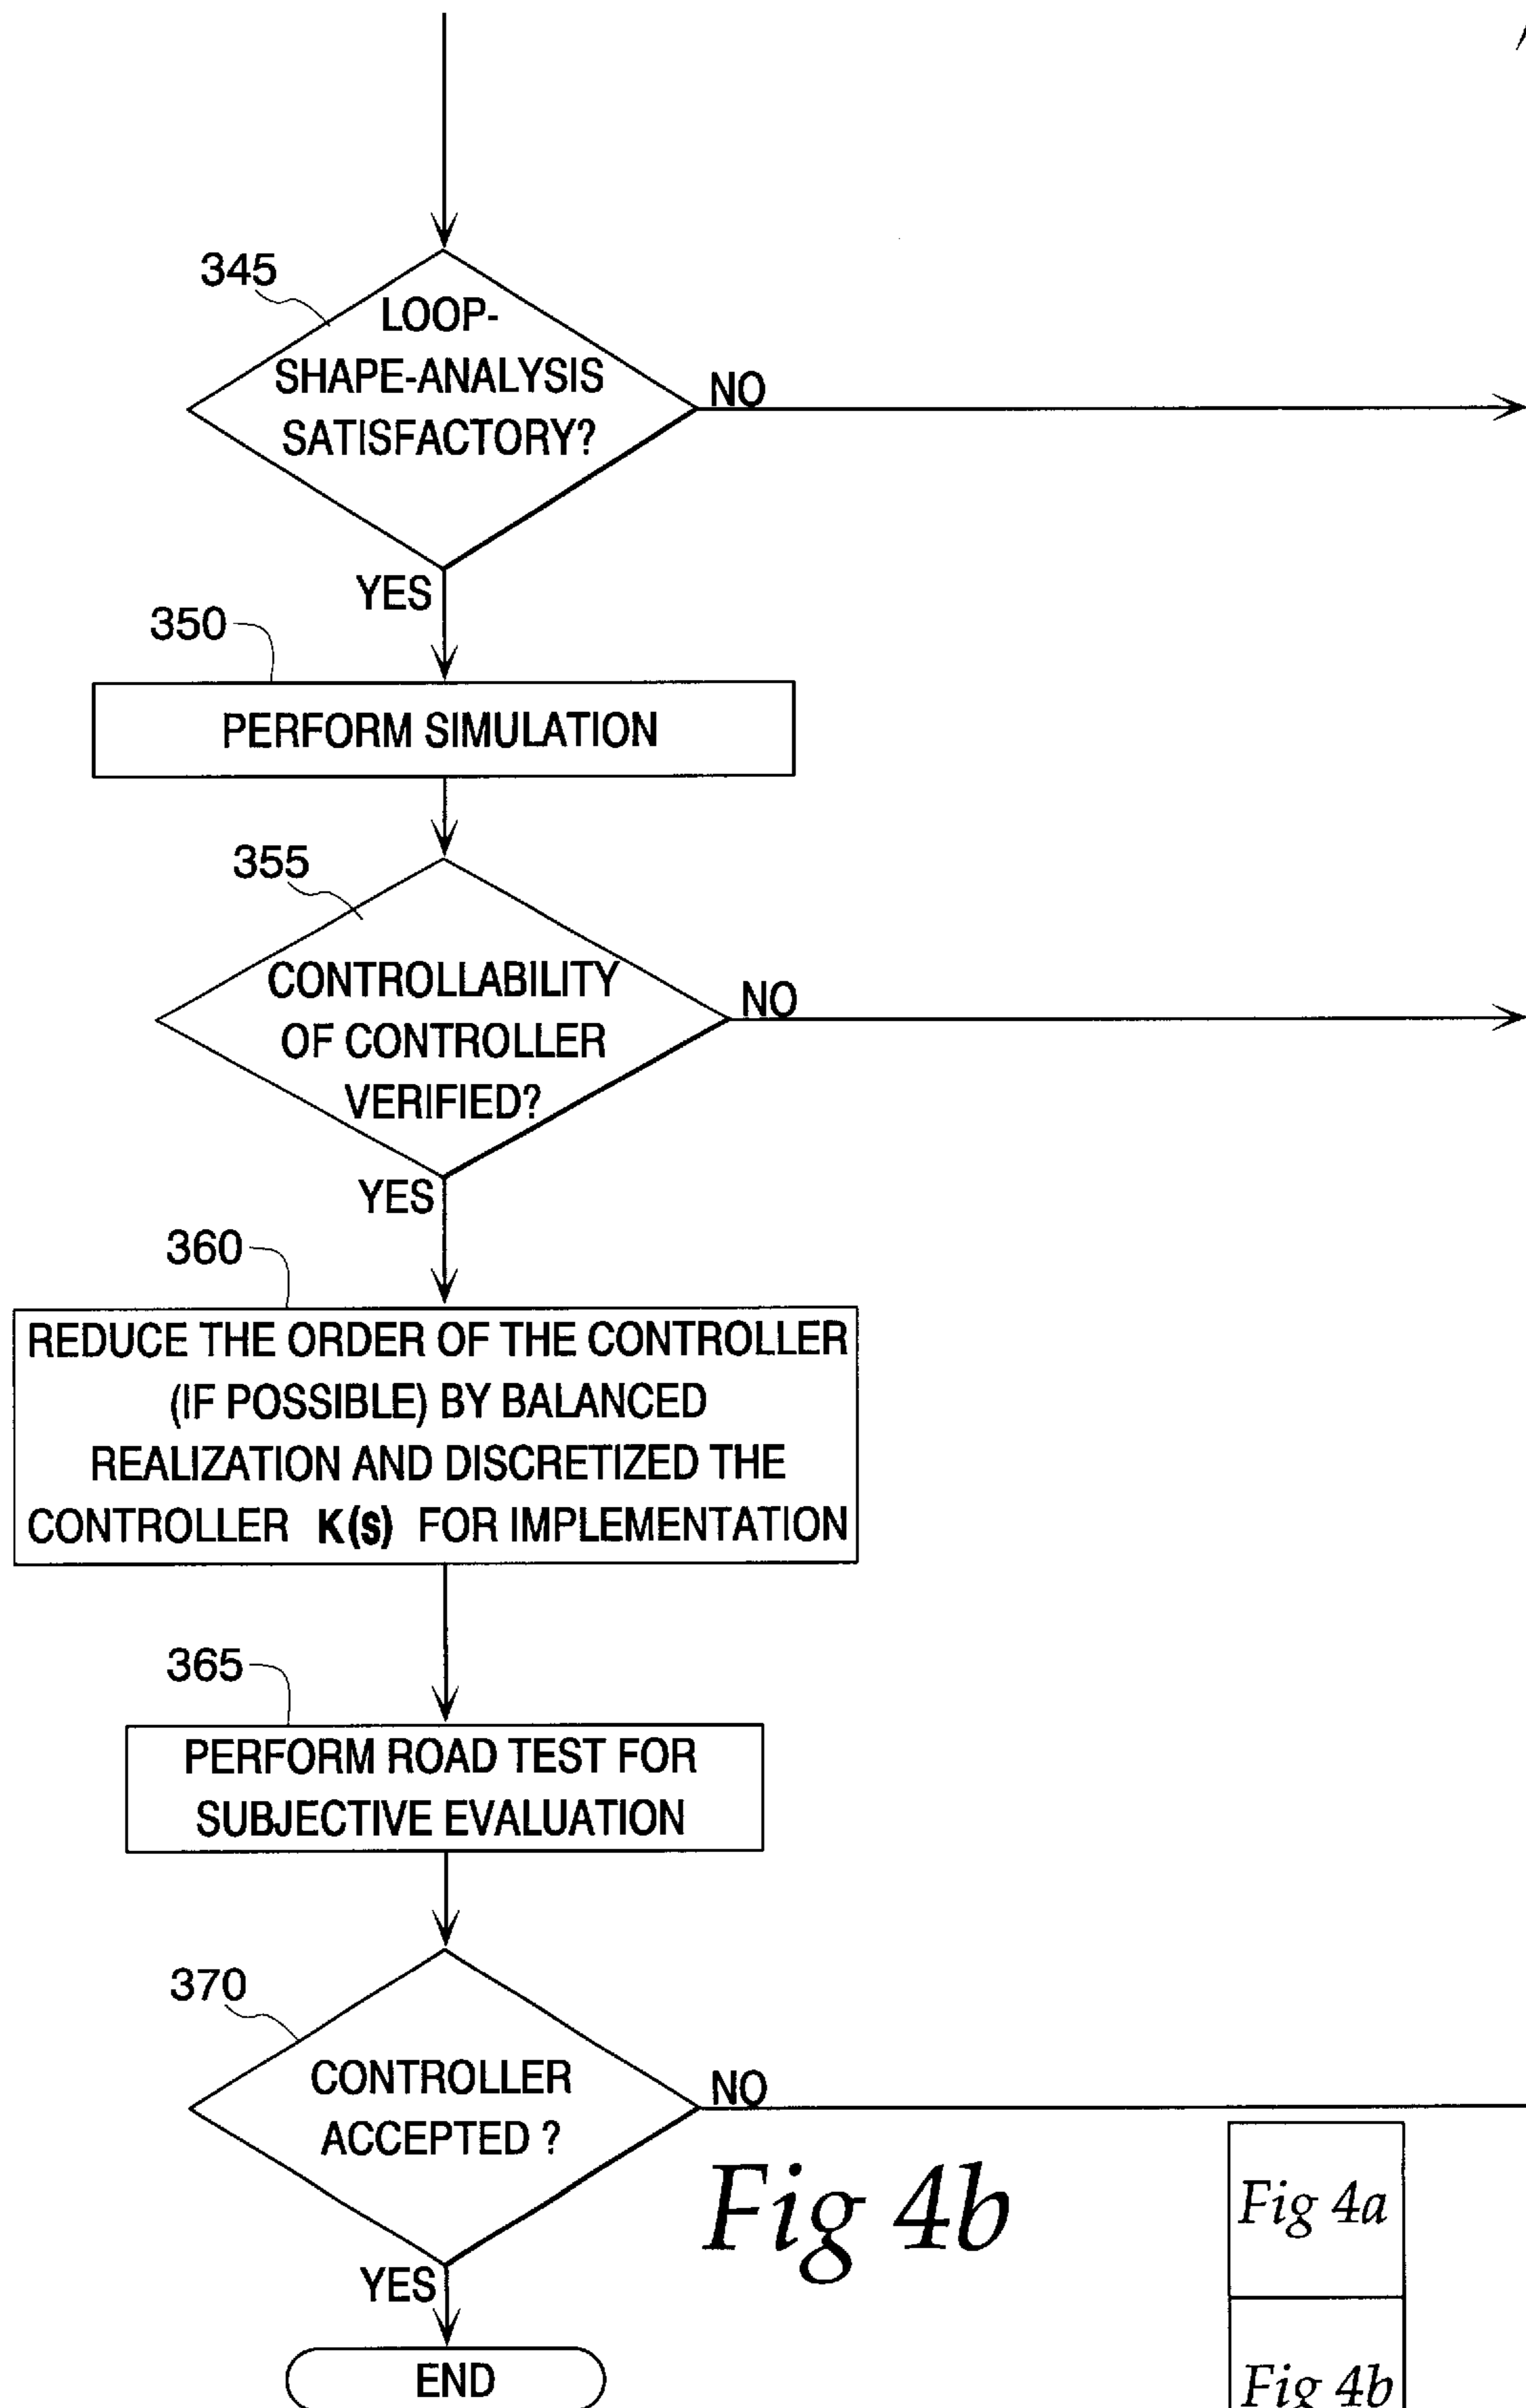 345
LOOP-
SHAPE-ANALYSIS
SATISFACTORY?
NO
YES
350
PERFORM SIMULATION
355
CONTROLLABILITY
OF CONTROLLER
VERIFIED?
NO
YES
360
REDUCE THE ORDER OF THE CONTROLLER
(IF POSSIBLE) BY BALANCED
REALIZATION AND DISCRETIZED THE
CONTROLLER K(S) FOR IMPLEMENTATION
365
PERFORM ROAD TEST FOR
SUBJECTIVE EVALUATION
370
CONTROLLER
ACCEPTED ?
NO
YES
END
Fig 4b
Fig 4a
Fig 4b